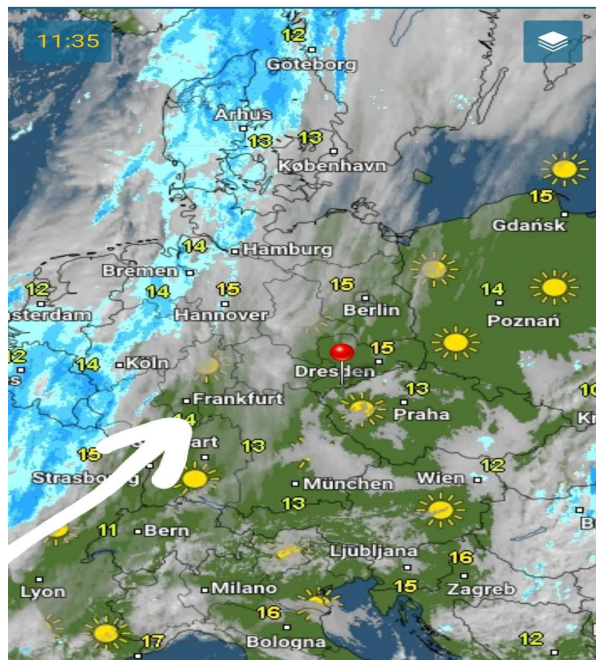 11:35
12
Göteborg
Århus
13
13
København
15
Gdańsk
14
Hamburg
Bremen
12
14
15
15
14
sterdam
Hannover
Berlin
Poznań
12
14
Köln
15
Dresden
Frankfurt
13
Praha
14
13
15
Strasbourg
12
Wien
München
13
11
Bern
Ljubljana
16
Lyon
Milano
15
Zagreb
16
Bologna
17
12